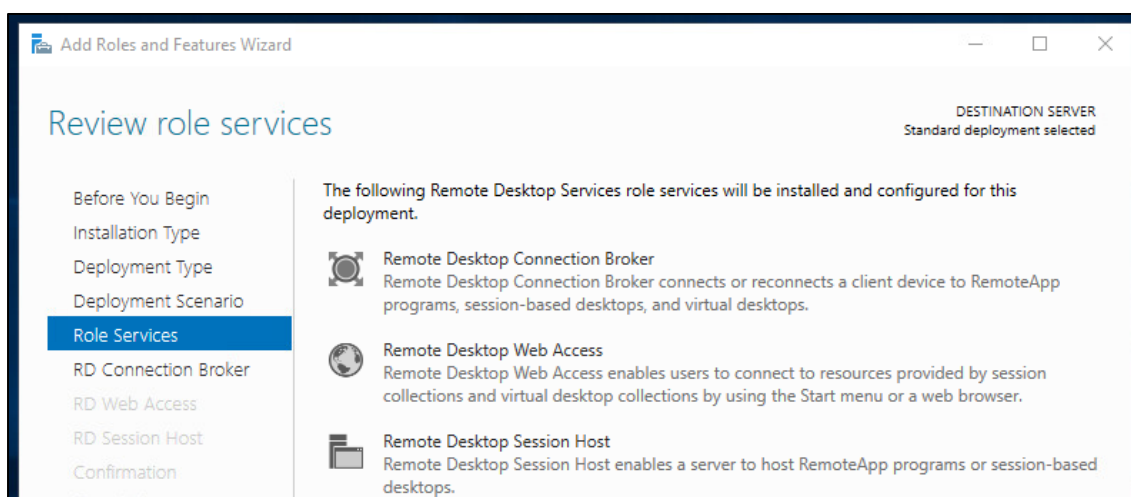 Add Roles and Features Wizard
Review role services
DESTINATION SERVER
Standard deployment selected
Before You Begin
Installation Type
Deployment Type
Deployment Scenario
Role Services
RD Connection Broker
RD Web Access
RD Session Host
Confirmation
The following Remote Desktop Services role services will be installed and configured for this
deployment.
Remote Desktop Connection Broker
Remote Desktop Connection Broker connects or reconnects a client device to RemoteApp
programs, session-based desktops, and virtual desktops.
Remote Desktop Web Access
Remote Desktop Web Access enables users to connect to resources provided by session
collections and virtual desktop collections by using the Start menu or a web browser.
Remote Desktop Session Host
Remote Desktop Session Host enables a server to host RemoteApp programs or session-based
desktops.